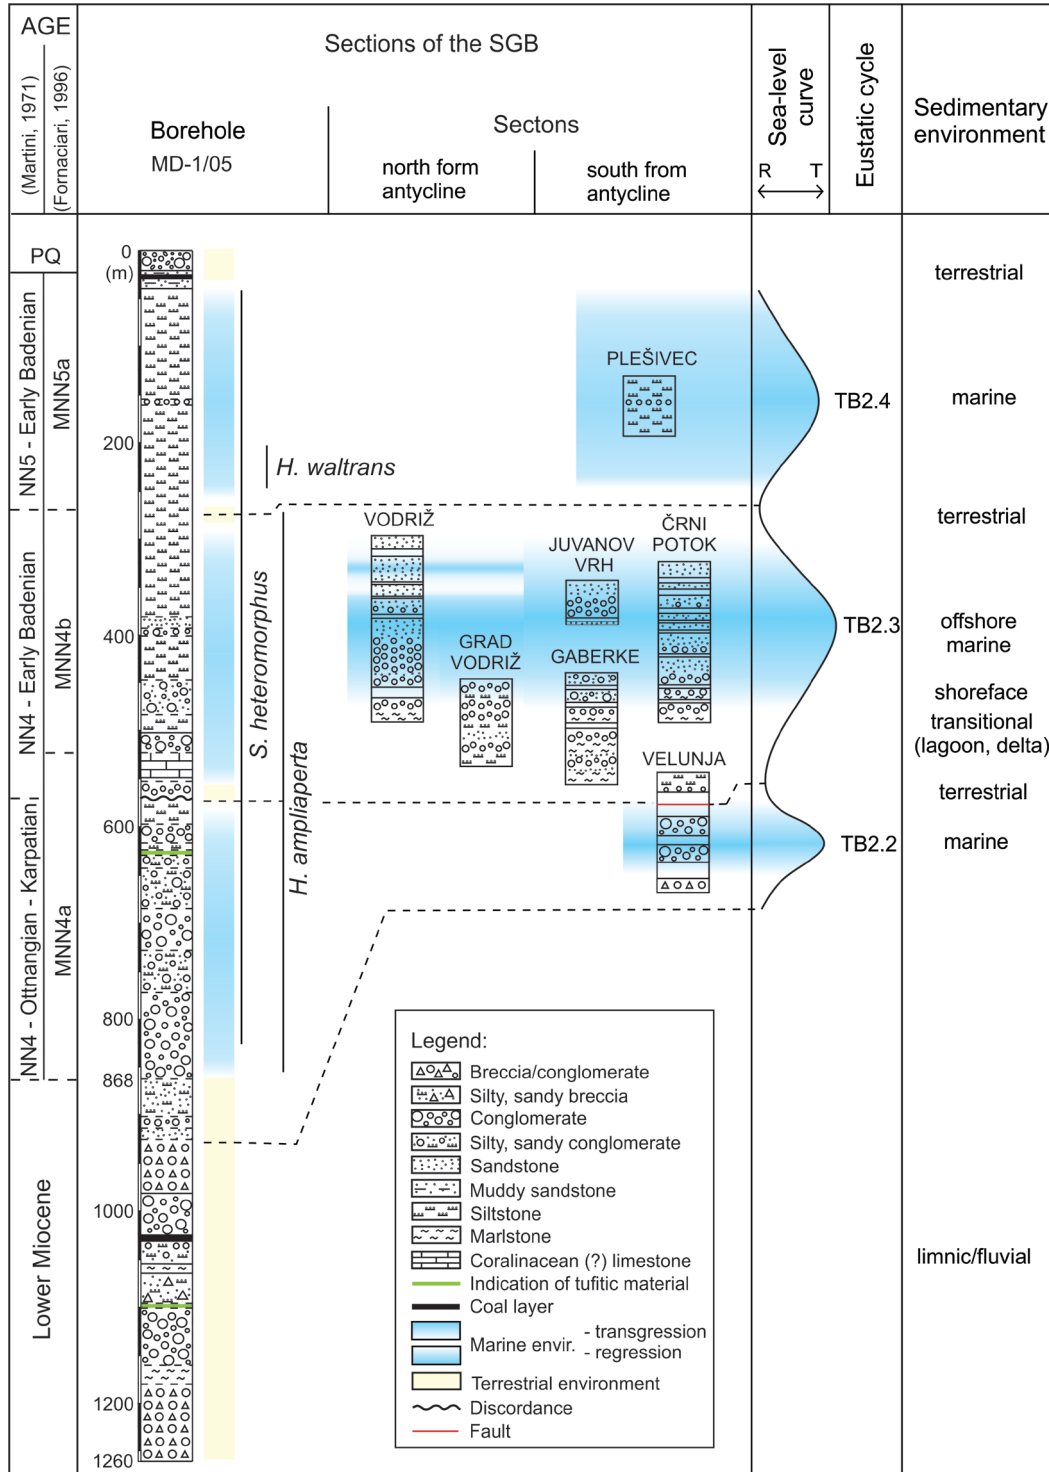 AGE
(Martini, 1971)
(Fornaciari, 1996)
Sections of the SGB
Borehole
MD-1/05
Sectons
north form
antycline
south from
antycline
Sea-level
curve
R T
Eustatic cycle
Sedimentary
environment
PQ
NN5 - Early Badenian
MNN5a
NN4 - Early Badenian
MNN4b
NN4 - Ottnangian - Karpatian
MNN4a
Lower Miocene
0
(m)
200
400
600
800
868
1000
1200
1260
H. waltrans
S. heteromorphus
H. ampliaperta
PLEŠIVEC
VODRIŽ
GRAD
VODRIŽ
JUVANOV
VRH
GABERKE
ČRNI
POTOK
VELUNJA
TB2.4
TB2.3
TB2.2
terrestrial
marine
terrestrial
offshore
marine
shoreface
transitional
(lagoon, delta)
terrestrial
marine
limnic/fluvial
Legend:
Breccia/conglomerate
Silty, sandy breccia
Conglomerate
Silty, sandy conglomerate
Sandstone
Muddy sandstone
Siltstone
Marlstone
Coralinacean (?) limestone
Indication of tufitic material
Coal layer
Marine envir. - transgression
- regression
Terrestrial environment
Discordance
Fault